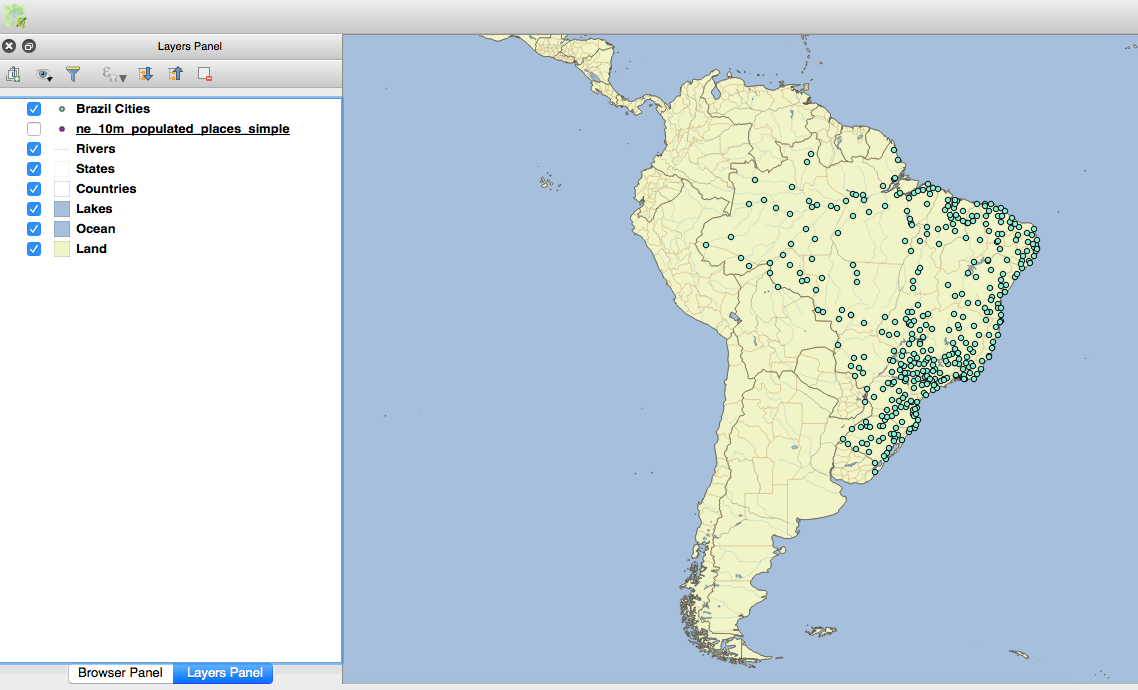 Layers Panel
Brazil Cities
ne_10m_populated_places_simple
Rivers
States
Countries
Lakes
Ocean
Land
Browser Panel
Layers Panel